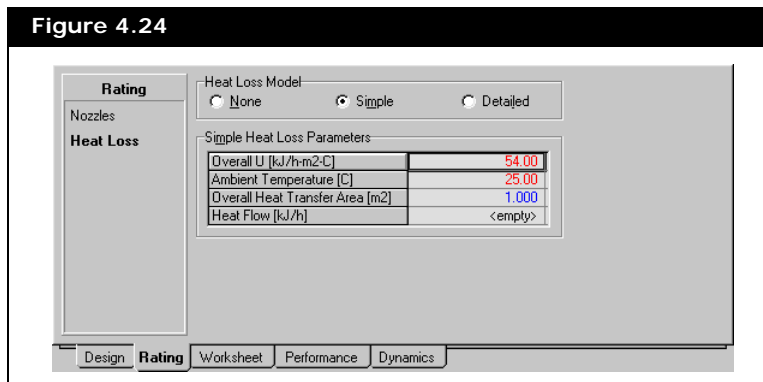 Figure 4.24
Rating
Nozzles
Heat Loss
Heat Loss Model
None Simple Detailed
Simple Heat Loss Parameters
Overall U [kJ/h-m2-C] 54.00
Ambient Temperature [C] 25.00
Overall Heat Transfer Area [m2] 1.000
Heat Flow [kJ/h] <empty>
Design Rating Worksheet Performance Dynamics